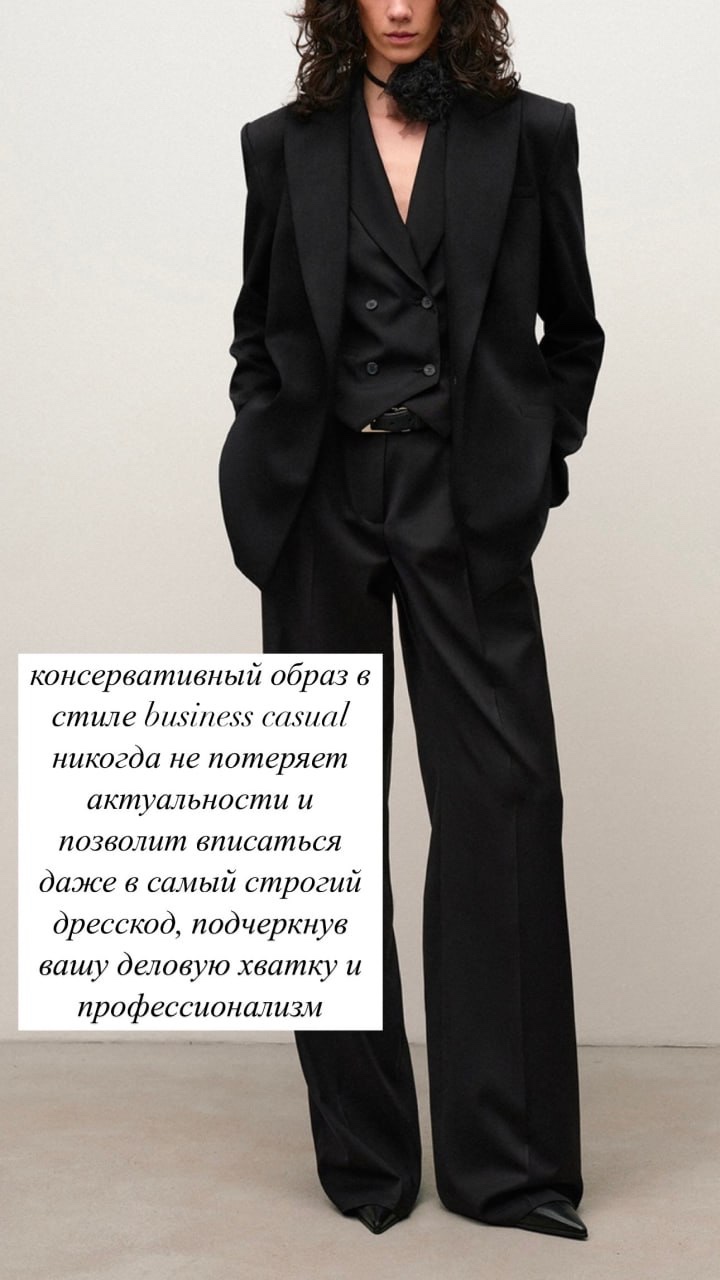 консервативный образ в
стиле business casual
никогда не потеряет
актуальности и
позволит вписаться
даже в самый строгий
дресскод, подчеркнув
вашу деловую хватку и
профессионализм